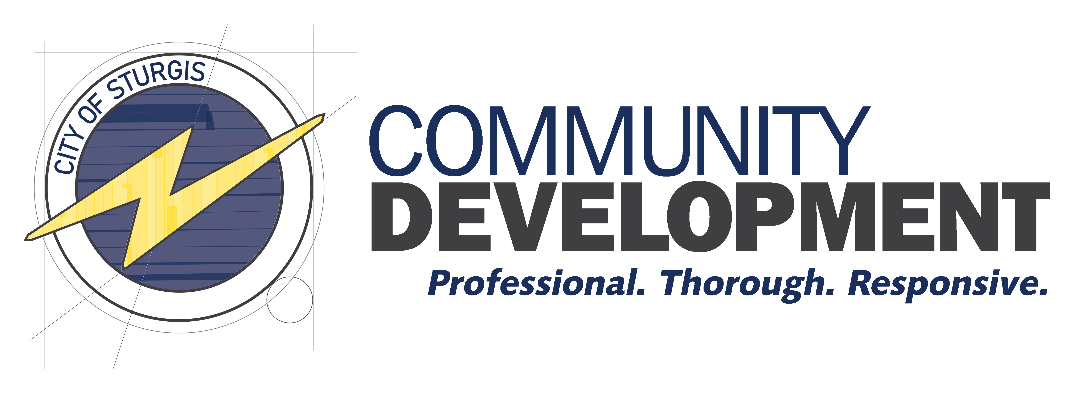 CITY OF STURGIS
COMMUNITY
DEVELOPMENT
Professional. Thorough. Responsive.